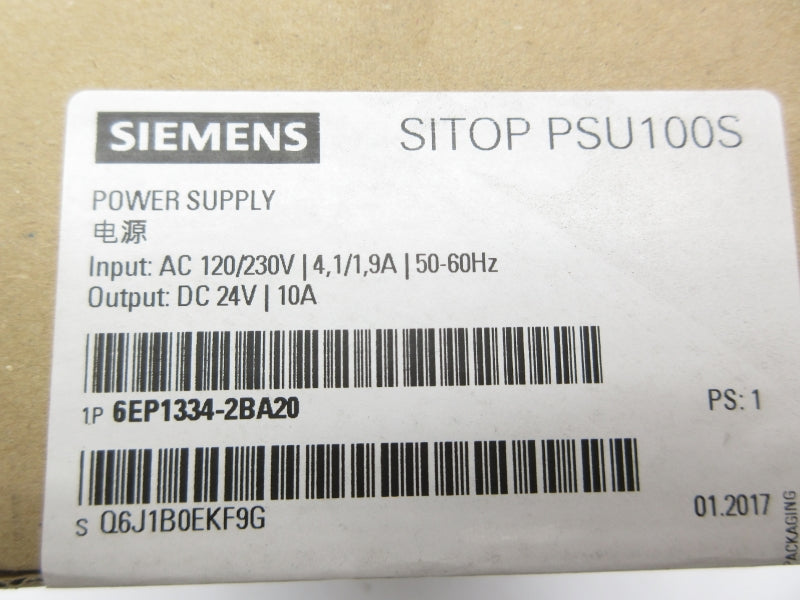 SIEMENS
SITOP PSU100S
POWER SUPPLY
电源
Input: AC 120/230V | 4,1/1,9A | 50-60Hz
Output: DC 24V | 10A
1P 6EP1334-2BA20
PS: 1
S Q6J1B0EKF9G
01.2017
PACKAGING